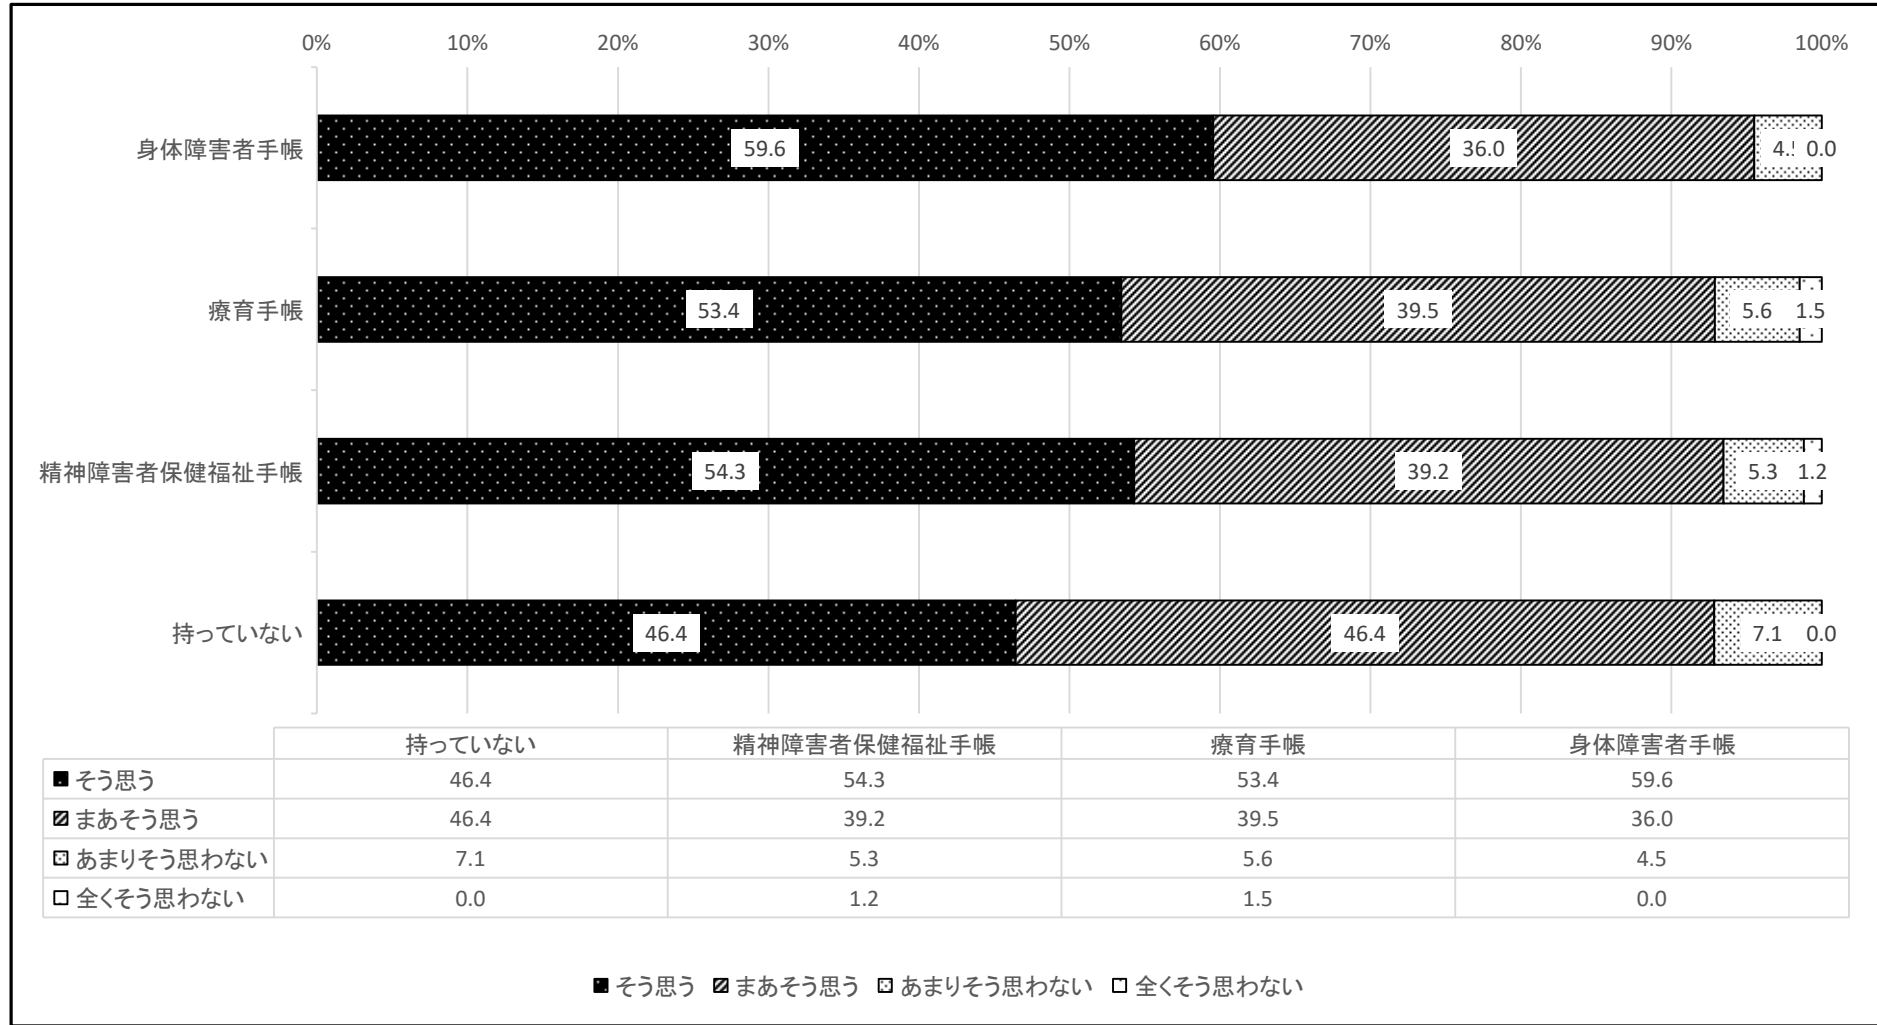 0% 10% 20% 30% 40% 50% 60% 70% 80% 90% 100%
身体障害者手帳 59.6 36.0 4.5 0.0
療育手帳 53.4 39.5 5.6 1.5
精神障害者保健福祉手帳 54.3 39.2 5.3 1.2
持っていない 46.4 46.4 7.1 0.0
持っていない 精神障害者保健福祉手帳 療育手帳 身体障害者手帳
そう思う 46.4 54.3 53.4 59.6
まあそう思う 46.4 39.2 39.5 36.0
あまりそう思わない 7.1 5.3 5.6 4.5
全くそう思わない 0.0 1.2 1.5 0.0
そう思う まあそう思う あまりそう思わない 全くそう思わない